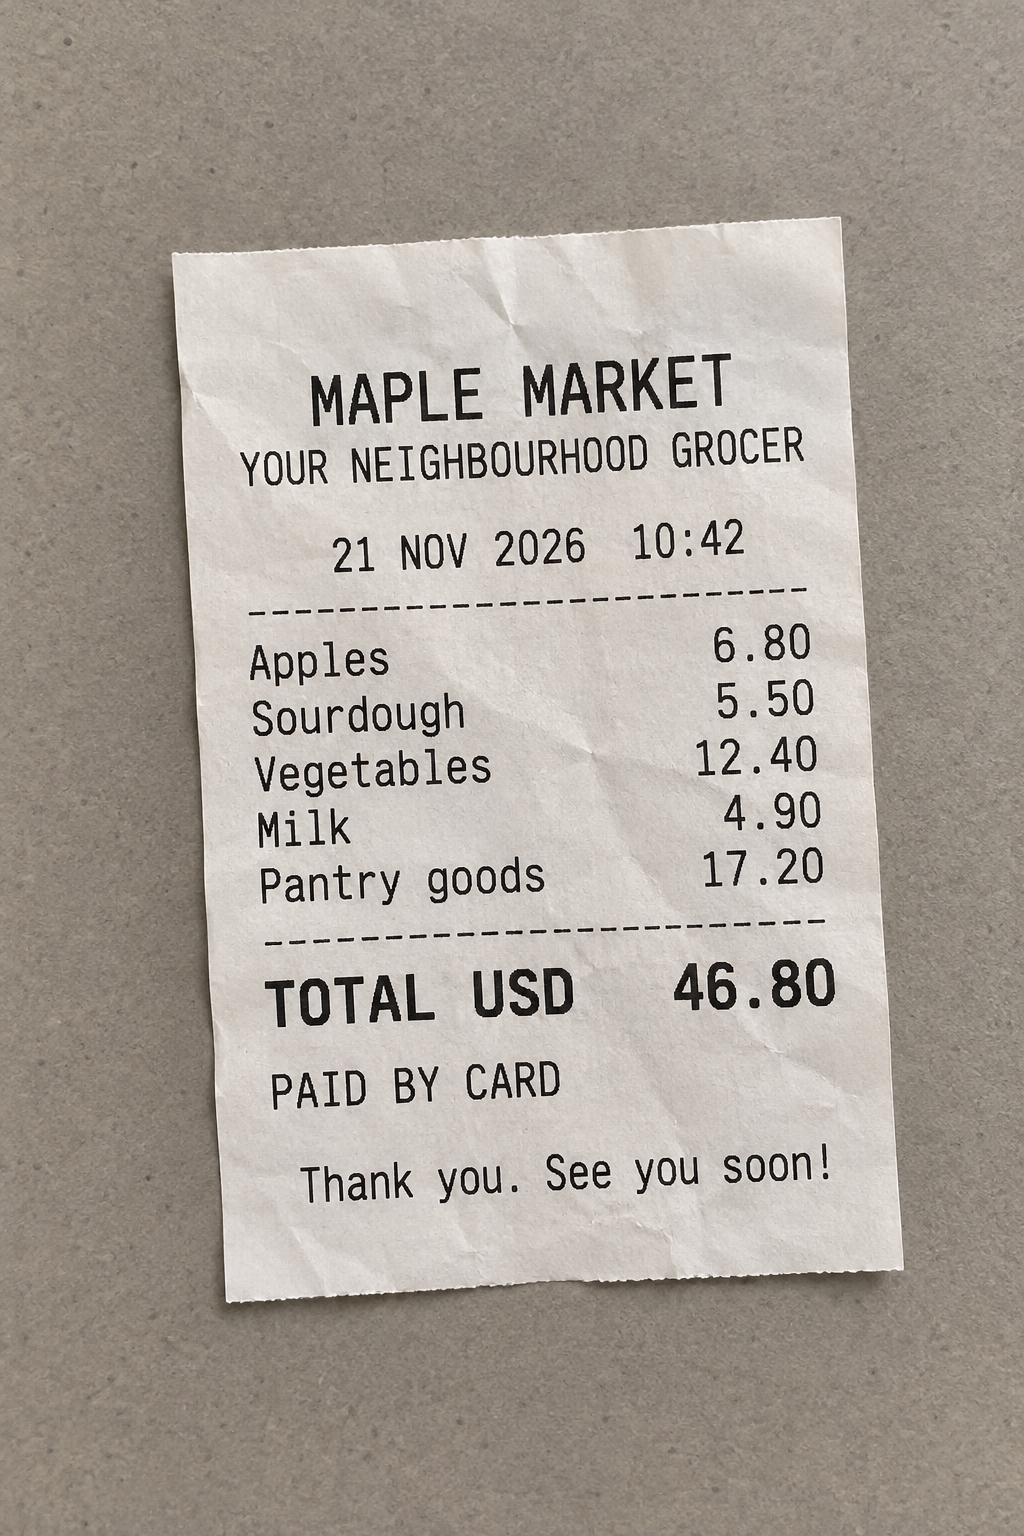 MAPLE MARKET
YOUR NEIGHBOURHOOD GROCER
21 NOV 2026 10:42
-------------------------
Apples 6.80
Sourdough 5.50
Vegetables 12.40
Milk 4.90
Pantry goods 17.20
-------------------------
TOTAL USD 46.80
PAID BY CARD
Thank you. See you soon!